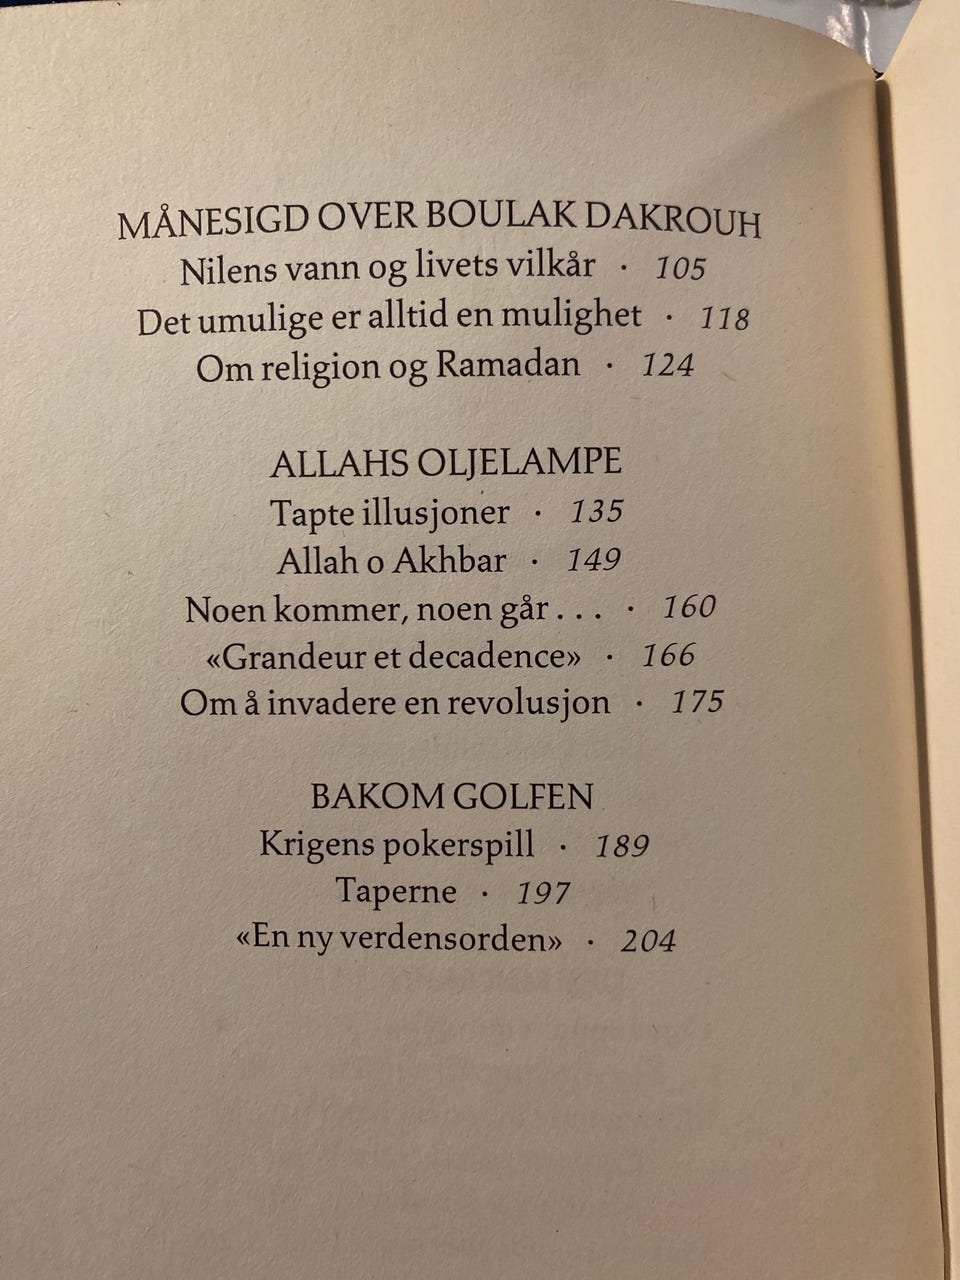 MÅNESIGD OVER BOULAK DAKROUH
Nilens vann og livets vilkår · 105
Det umulige er alltid en mulighet · 118
Om religion og Ramadan · 124
ALLAHS OLJELAMPE
Tapte illusjoner · 135
Allah o Akhbar · 149
Noen kommer, noen går . . . · 160
«Grandeur et decadence» · 166
Om å invadere en revolusjon · 175
BAKOM GOLFEN
Krigens pokerspill · 189
Taperne · 197
«En ny verdensorden» · 204